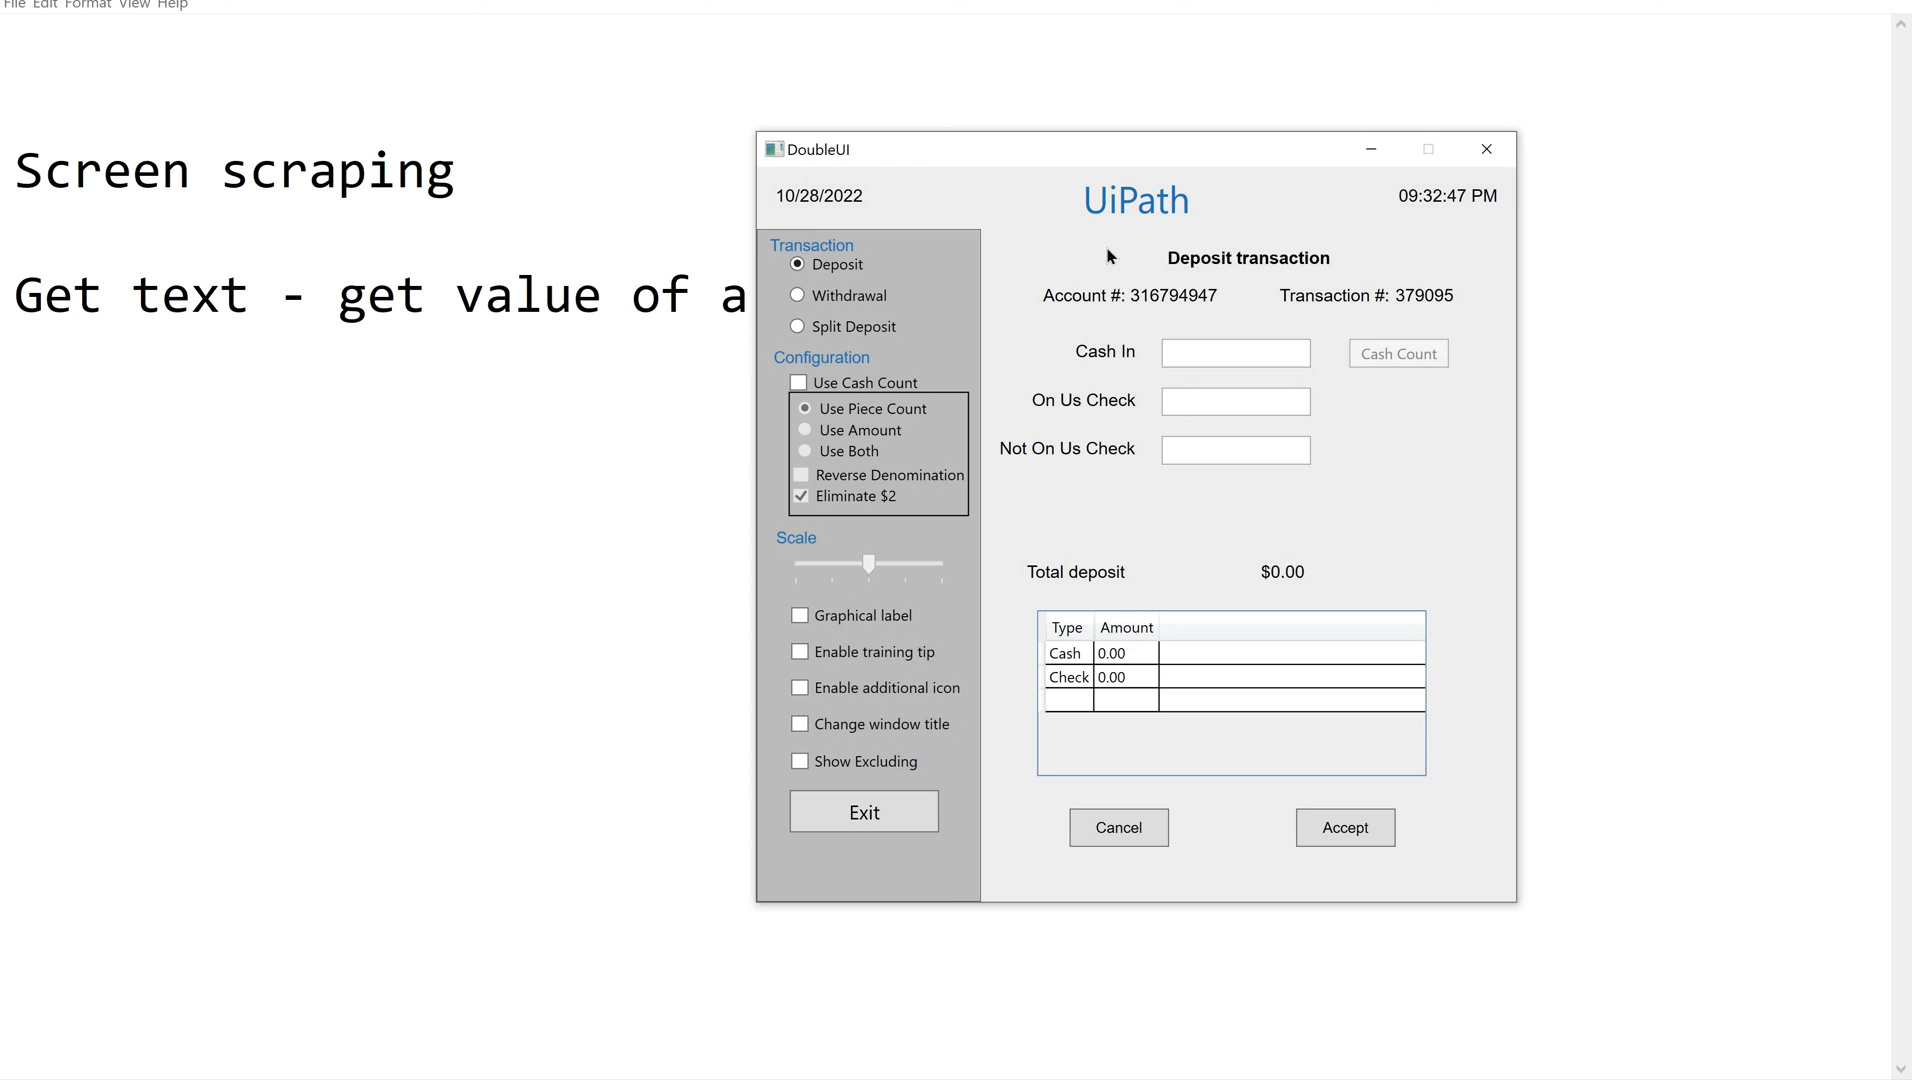 File Edit Format View Help
Screen scraping
Get text - get value of a
DoubleUI
10/28/2022
UiPath
09:32:47 PM
Transaction
Deposit
Withdrawal
Split Deposit
Configuration
Use Cash Count
Use Piece Count
Use Amount
Use Both
Reverse Denomination
Eliminate $2
Scale
Graphical label
Enable training tip
Enable additional icon
Change window title
Show Excluding
Exit
Deposit transaction
Account #: 316794947 Transaction #: 379095
Cash In Cash Count
On Us Check
Not On Us Check
Total deposit $0.00
Type Amount
Cash 0.00
Check 0.00
Cancel Accept